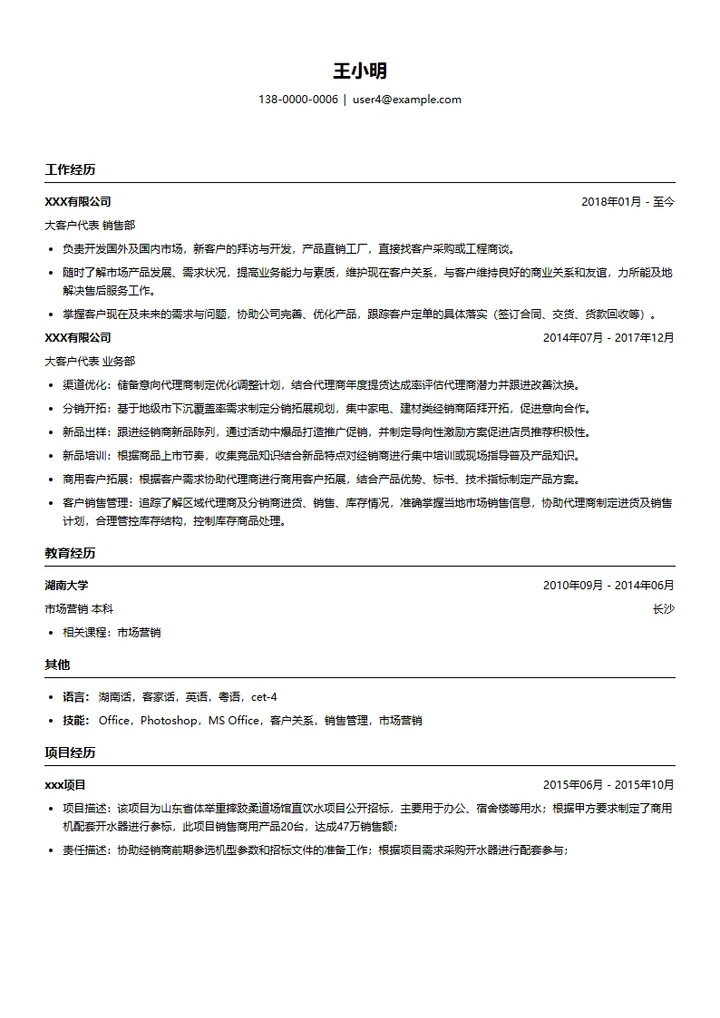 王小明
138-0000-0006 | user4@example.com
工作经历
XXX有限公司 2018年01月 - 至今
大客户代表 销售部
• 负责开发国外及国内市场，新客户的拜访与开发，产品直销工厂，直接找客户采购或工程商谈。
• 随时了解市场产品发展、需求状况，提高业务能力与素质，维护现在客户关系，与客户维持良好的商业关系和友谊，力所能及地
解决售后服务工作。
• 掌握客户现在及未来的需求与问题，协助公司完善、优化产品，跟踪客户定单的具体落实（签订合同、交货、货款回收等）。
XXX有限公司 2014年07月 - 2017年12月
大客户代表 业务部
• 渠道优化：储备意向代理商制定优化调整计划，结合代理商年度提货达成率评估代理商潜力并跟进改善汰换。
• 分销开拓：基于地级市下沉覆盖率需求制定分销拓展规划，集中家电、建材类经销商陌拜开拓，促进意向合作。
• 新品出样：跟进经销商新品陈列，通过活动中爆品打造推广促销，并制定导向性激励方案促进店员推荐积极性。
• 新品培训：根据商品上市节奏，收集竞品知识结合新品特点对经销商进行集中培训或现场指导普及产品知识。
• 商用客户拓展：根据客户需求协助代理商进行商用客户拓展，结合产品优势、标书、技术指标制定产品方案。
• 客户销售管理：追踪了解区域代理商及分销商进货、销售、库存情况，准确掌握当地市场销售信息，协助代理商制定进货及销售
计划，合理管控库存结构，控制库存商品处理。
教育经历
湖南大学 2010年09月 - 2014年06月
市场营销 本科 长沙
• 相关课程：市场营销
其他
• 语言： 湖南话，客家话，英语，粤语，cet-4
• 技能： Office，Photoshop，MS Office，客户关系，销售管理，市场营销
项目经历
xxx项目 2015年06月 - 2015年10月
• 项目描述：该项目为山东省体举重摔胶柔道场馆直饮水项目公开招标，主要用于办公、宿舍楼等用水；根据甲方要求制定了商用
机配套开水器进行参标，此项目销售商用产品20台，达成47万销售额；
• 责任描述：协助经销商前期参选机型参数和招标文件的准备工作；根据项目需求采购开水器进行配套参与；